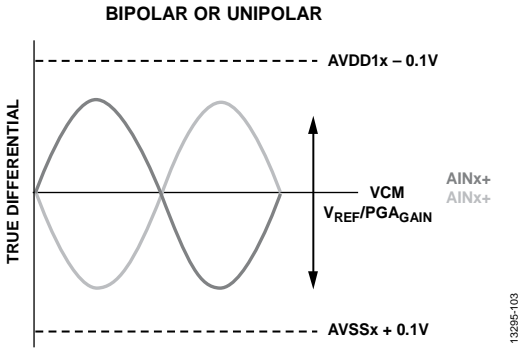 BIPOLAR OR UNIPOLAR
AVDD1x – 0.1V
TRUE DIFFERENTIAL
VCM
VREF/PGAGAIN
AINx+
AINx+
AVSSx + 0.1V
13295-103